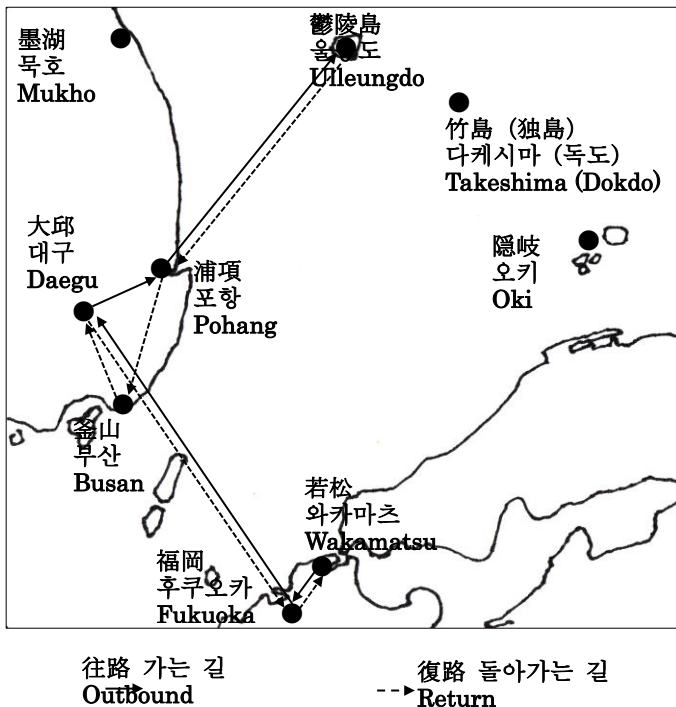 墨湖
묵호
Mukho
鬱陵島
울릉도
Ulleungdo
竹島（独島）
다케시마 (독도)
Takeshima (Dokdo)
大邱
대구
Daegu
浦項
포항
Pohang
隠岐
오키
Oki
釜山
부산
Busan
若松
와카마츠
Wakamatsu
福岡
후쿠오카
Fukuoka
往路 가는 길
Outbound
復路 돌아가는 길
Return